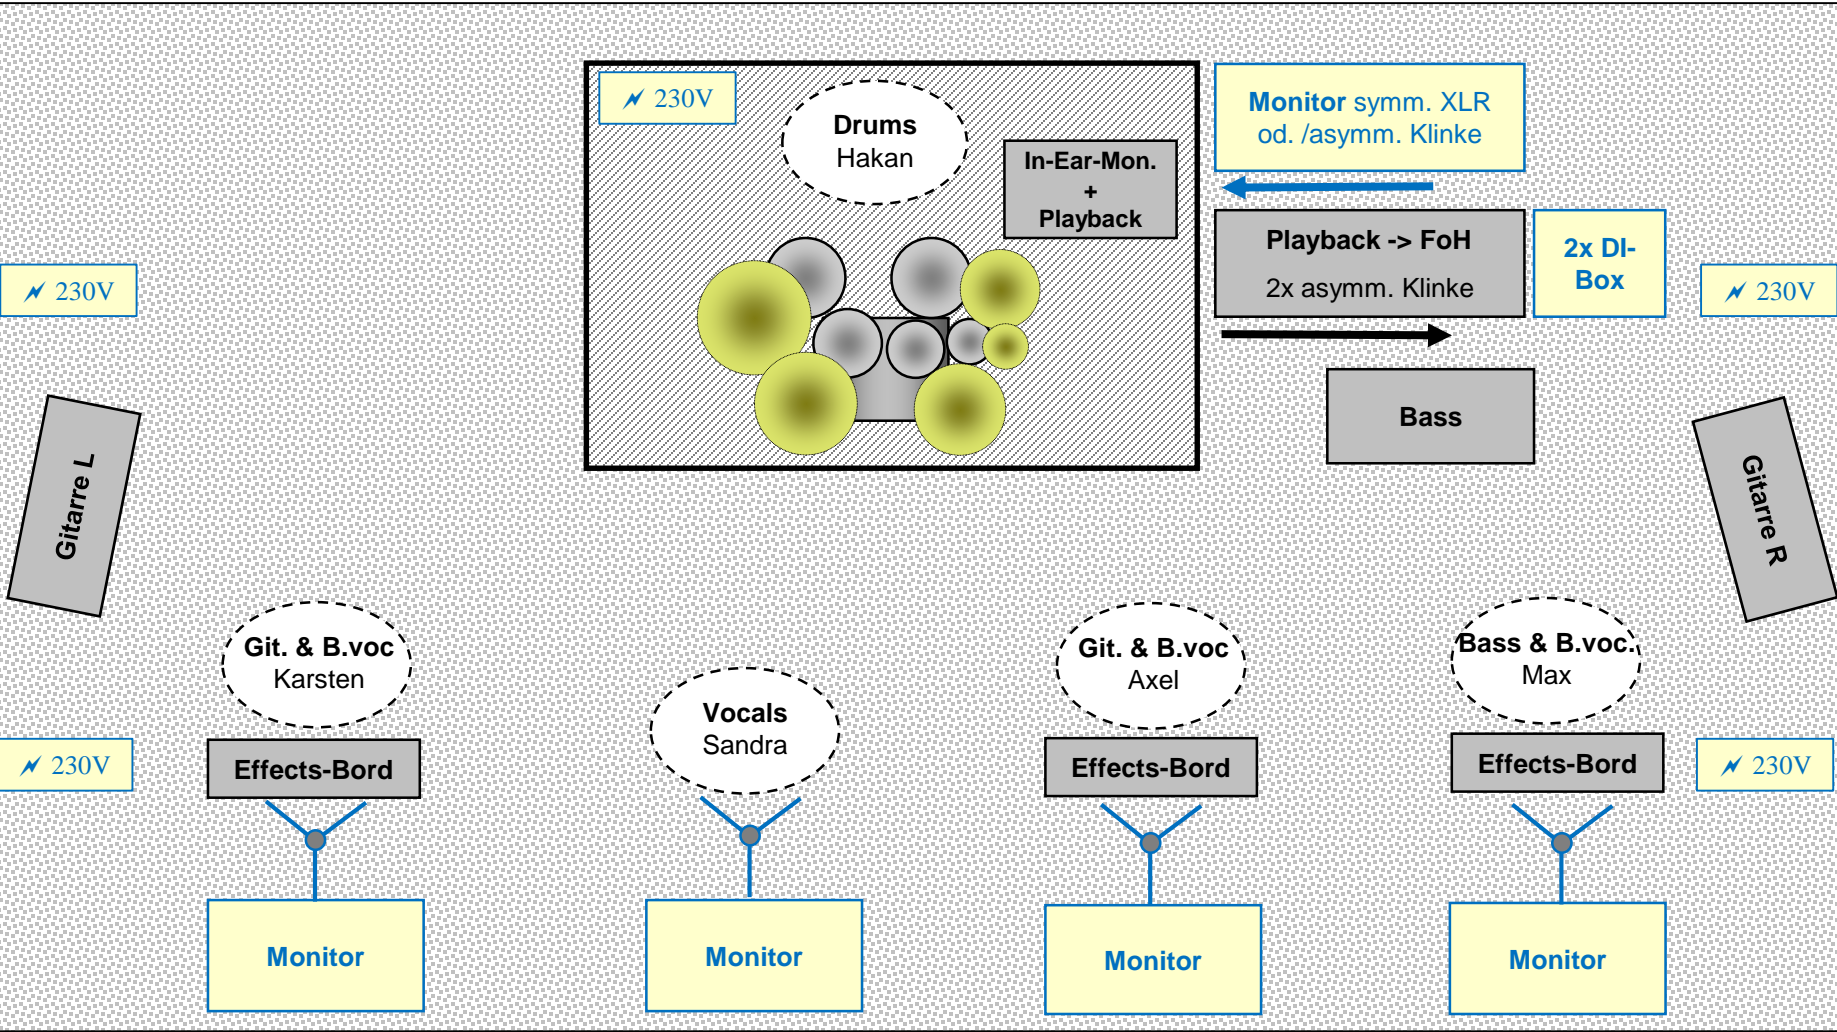 230V
Drums
Hakan
In-Ear-Mon.
+
Playback
Monitor symm. XLR
od. /asymm. Klinke
Playback -> FoH
2x asymm. Klinke
2x DI-
Box
230V
230V
Bass
Gitarre L
Gitarre R
Git. & B.voc
Karsten
Vocals
Sandra
Git. & B.voc
Axel
Bass & B.voc.
Max
230V
Effects-Bord
Effects-Bord
Effects-Bord
230V
Monitor
Monitor
Monitor
Monitor